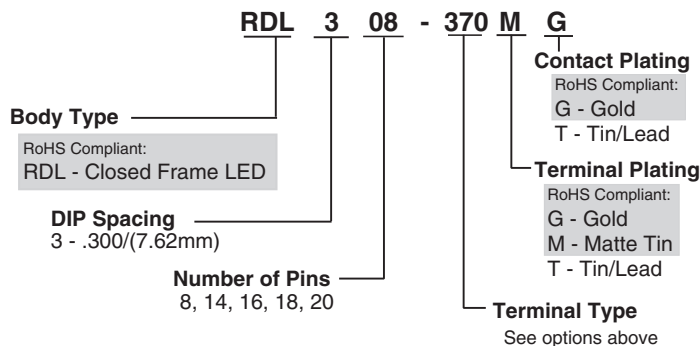 RDL 3 08 - 370 M G
Contact Plating
RoHS Compliant:
G - Gold
T - Tin/Lead
Body Type
RoHS Compliant:
RDL - Closed Frame LED
Terminal Plating
RoHS Compliant:
G - Gold
M - Matte Tin
T - Tin/Lead
DIP Spacing
3 - .300/(7.62mm)
Number of Pins
8, 14, 16, 18, 20
Terminal Type
See options above